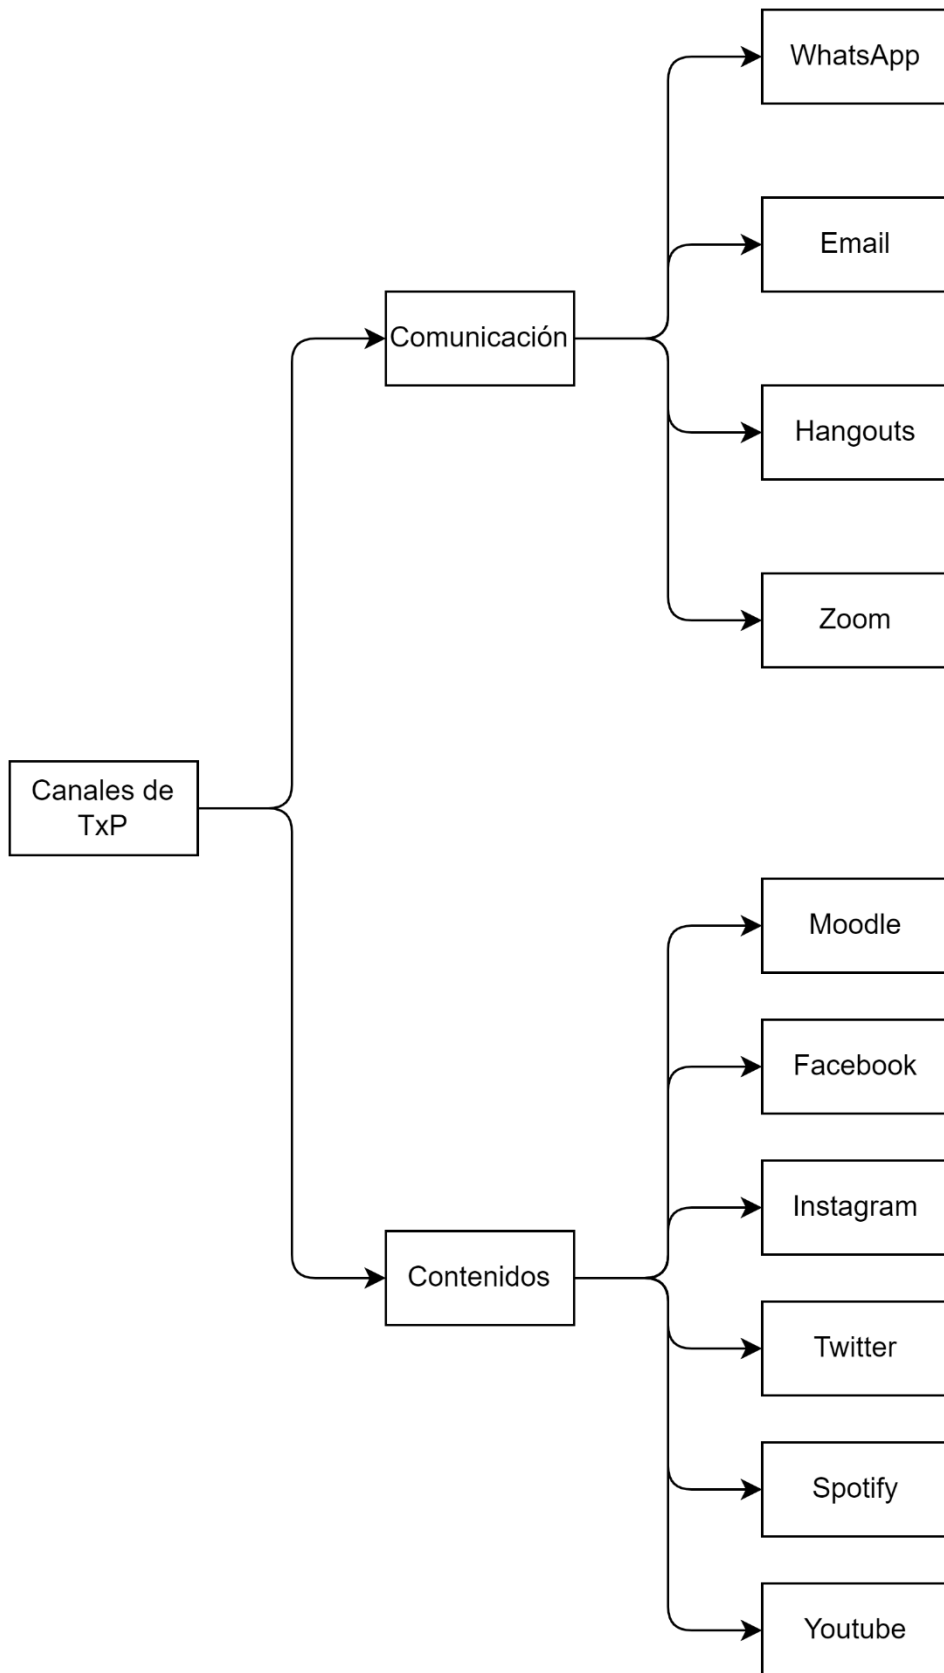 WhatsApp
Email
Comunicación
Hangouts
Zoom
Canales de
TxP
Moodle
Facebook
Instagram
Contenidos
Twitter
Spotify
Youtube